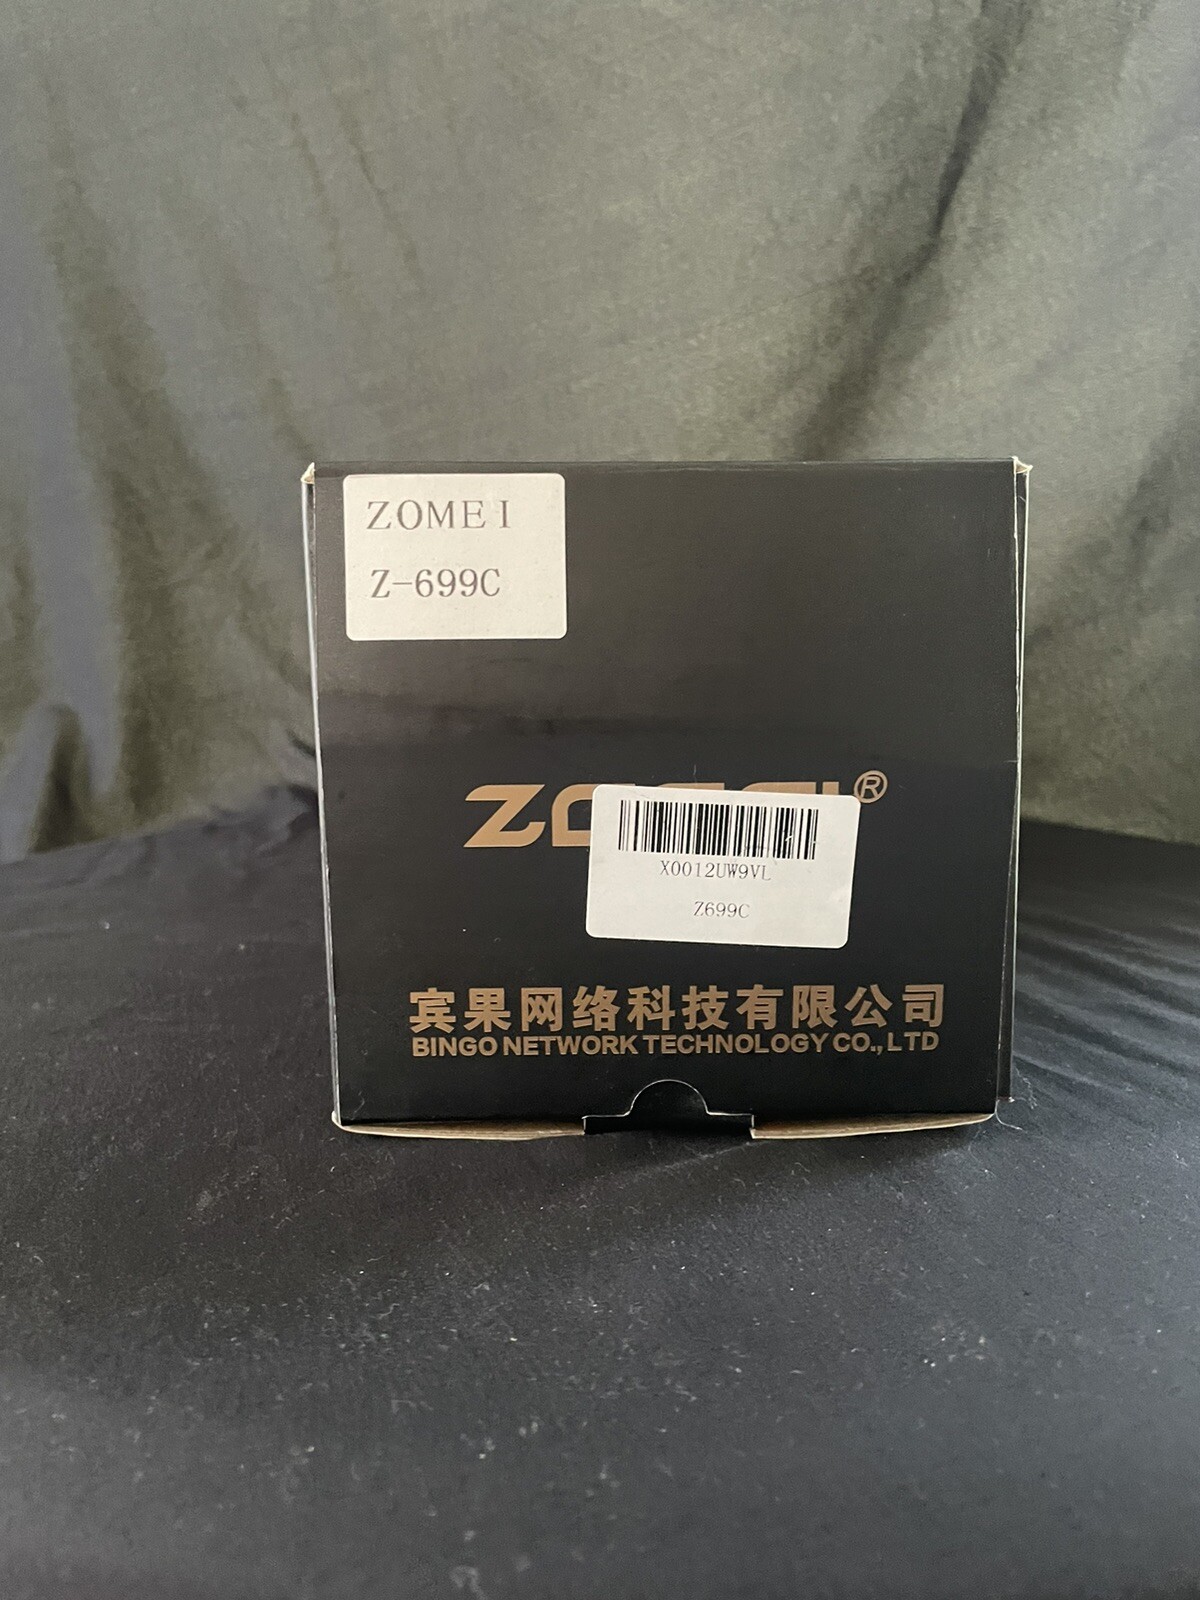 ZOMEI
Z-699C
®
X0012UW9VL
Z699C
宾果网络科技有限公司
BINGO NETWORK TECHNOLOGY CO., LTD